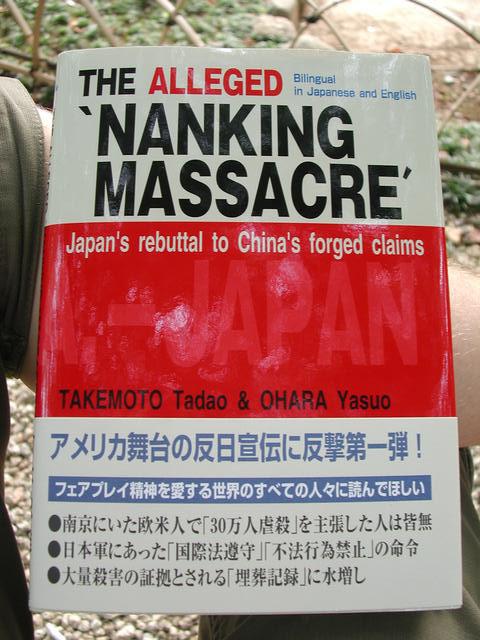 THE ALLEGED
Bilingual
in Japanese and English
'NANKING
MASSACRE'
Japan's rebuttal to China's forged claims
JAPAN
TAKEMOTO Tadao & OHARA Yasuo
アメリカ舞台の反日宣伝に反撃第一弾！
フェアプレイ精神を愛する世界のすべての人々に読んでほしい
●南京にいた欧米人で「30万人虐殺」を主張した人は皆無
●日本軍にあった「国際法遵守」「不法行為禁止」の命令
●大量殺害の証拠とされる「埋葬記録」に水増し